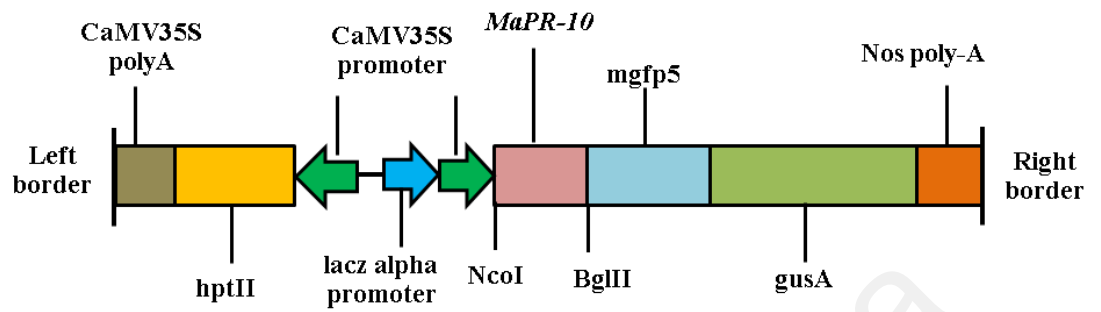 CaMV35S
polyA
CaMV35S
promoter
MaPR-10
mgfp5
Nos poly-A
Left
border
Right
border
hptII
lacz alpha
promoter
NcoI
BglII
gusA